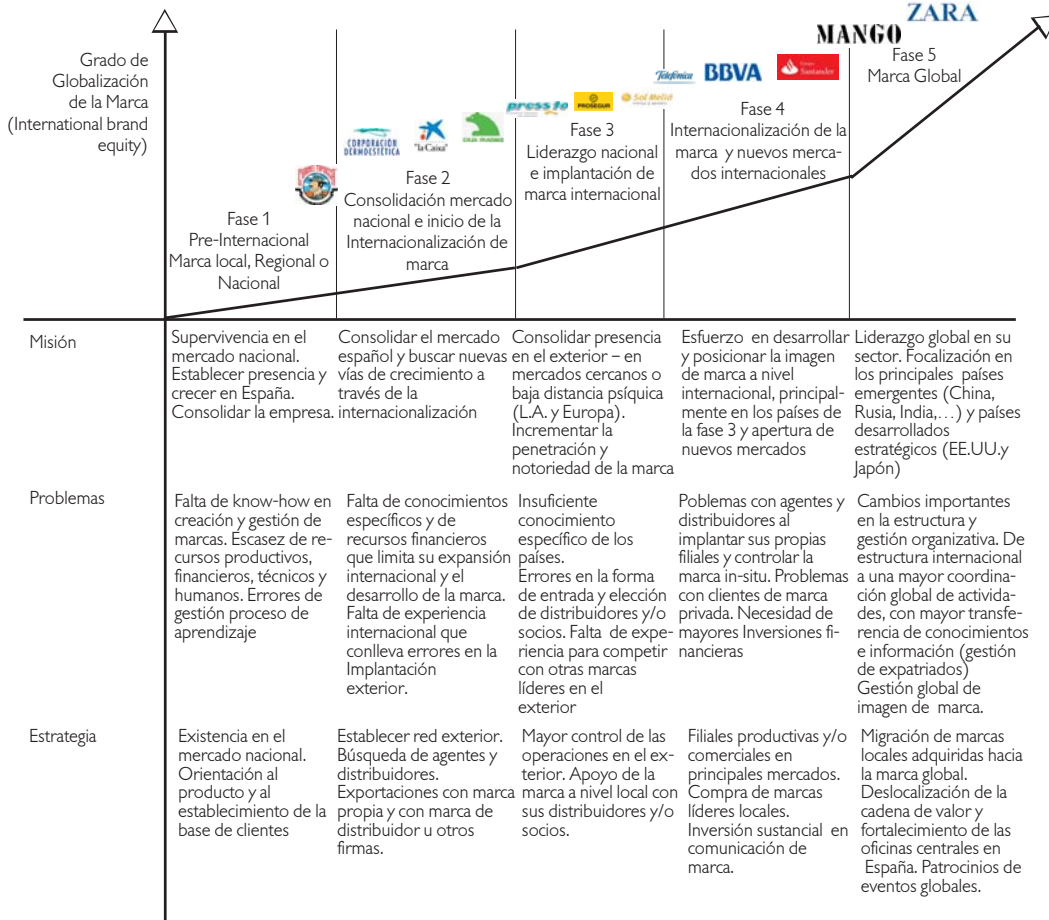 Grado de
Globalización
de la Marca
(International brand
equity)
Fase 1
Pre-Internacional
Marca local, Regional o
Nacional
CORPORACIÓN
DERMOESTÉTICA
"la Caixa"
CAJA MADRID
Fase 2
Consolidación mercado
nacional e inicio de la
Internacionalización de
marca
pressto
PROSEGUR
Sol Meliá
Fase 3
Liderazgo nacional
e implantación de
marca internacional
Telefónica
BBVA
Santander
Fase 4
Internacionalización de la
marca y nuevos merca-
dos internacionales
MANGO
ZARA
Fase 5
Marca Global
Misión
Supervivencia en el
mercado nacional.
Establecer presencia y
crecer en España.
Consolidar la empresa.
Consolidar el mercado
español y buscar nuevas
vías de crecimiento a
través de la
internacionalización
Consolidar presencia
en el exterior – en
mercados cercanos o
baja distancia psíquica
(L.A. y Europa).
Incrementar la
penetración y
notoriedad de la marca
Esfuerzo en desarrollar
y posicionar la imagen
de marca a nivel
internacional, principal-
mente en los países de
la fase 3 y apertura de
nuevos mercados
Liderazgo global en su
sector. Focalización en
los principales países
emergentes (China,
Rusia, India,...) y países
desarrollados
estratégicos (EE.UU.y
Japón)
Problemas
Falta de know-how en
creación y gestión de
marcas. Escasez de re-
cursos productivos,
financieros, técnicos y
humanos. Errores de
gestión proceso de
aprendizaje
Falta de conocimientos
específicos y de
recursos financieros
que limita su expansión
internacional y el
desarrollo de la marca.
Falta de experiencia
internacional que
conlleva errores en la
Implantación
exterior.
Insuficiente
conocimiento
específico de los
países.
Errores en la forma
de entrada y elección
de distribuidores y/o
socios. Falta de expe-
riencia para competir
con otras marcas
líderes en el
exterior
Poblemas con agentes y
distribuidores al
implantar sus propias
filiales y controlar la
marca in-situ. Problemas
con clientes de marca
privada. Necesidad de
mayores Inversiones fi-
nancieras
Cambios importantes
en la estructura y
gestión organizativa. De
estructura internacional
a una mayor coordina-
ción global de activida-
des, con mayor transfe-
rencia de conocimientos
e información (gestión
de expatriados)
Gestión global de
imagen de marca.
Estrategia
Existencia en el
mercado nacional.
Orientación al
producto y al
establecimiento de la
base de clientes
Establecer red exterior.
Búsqueda de agentes y
distribuidores.
Exportaciones con marca
propia y con marca de
distribuidor u otros
firmas.
Mayor control de las
operaciones en el ex-
terior. Apoyo de la
marca a nivel local con
sus distribuidores y/o
socios.
Filiales productivas y/o
comerciales en
principales mercados.
Compra de marcas
líderes locales.
Inversión sustancial en
comunicación de
marca.
Migración de marcas
locales adquiridas hacia
la marca global.
Deslocalización de la
cadena de valor y
fortalecimiento de las
oficinas centrales en
España. Patrocinios de
eventos globales.